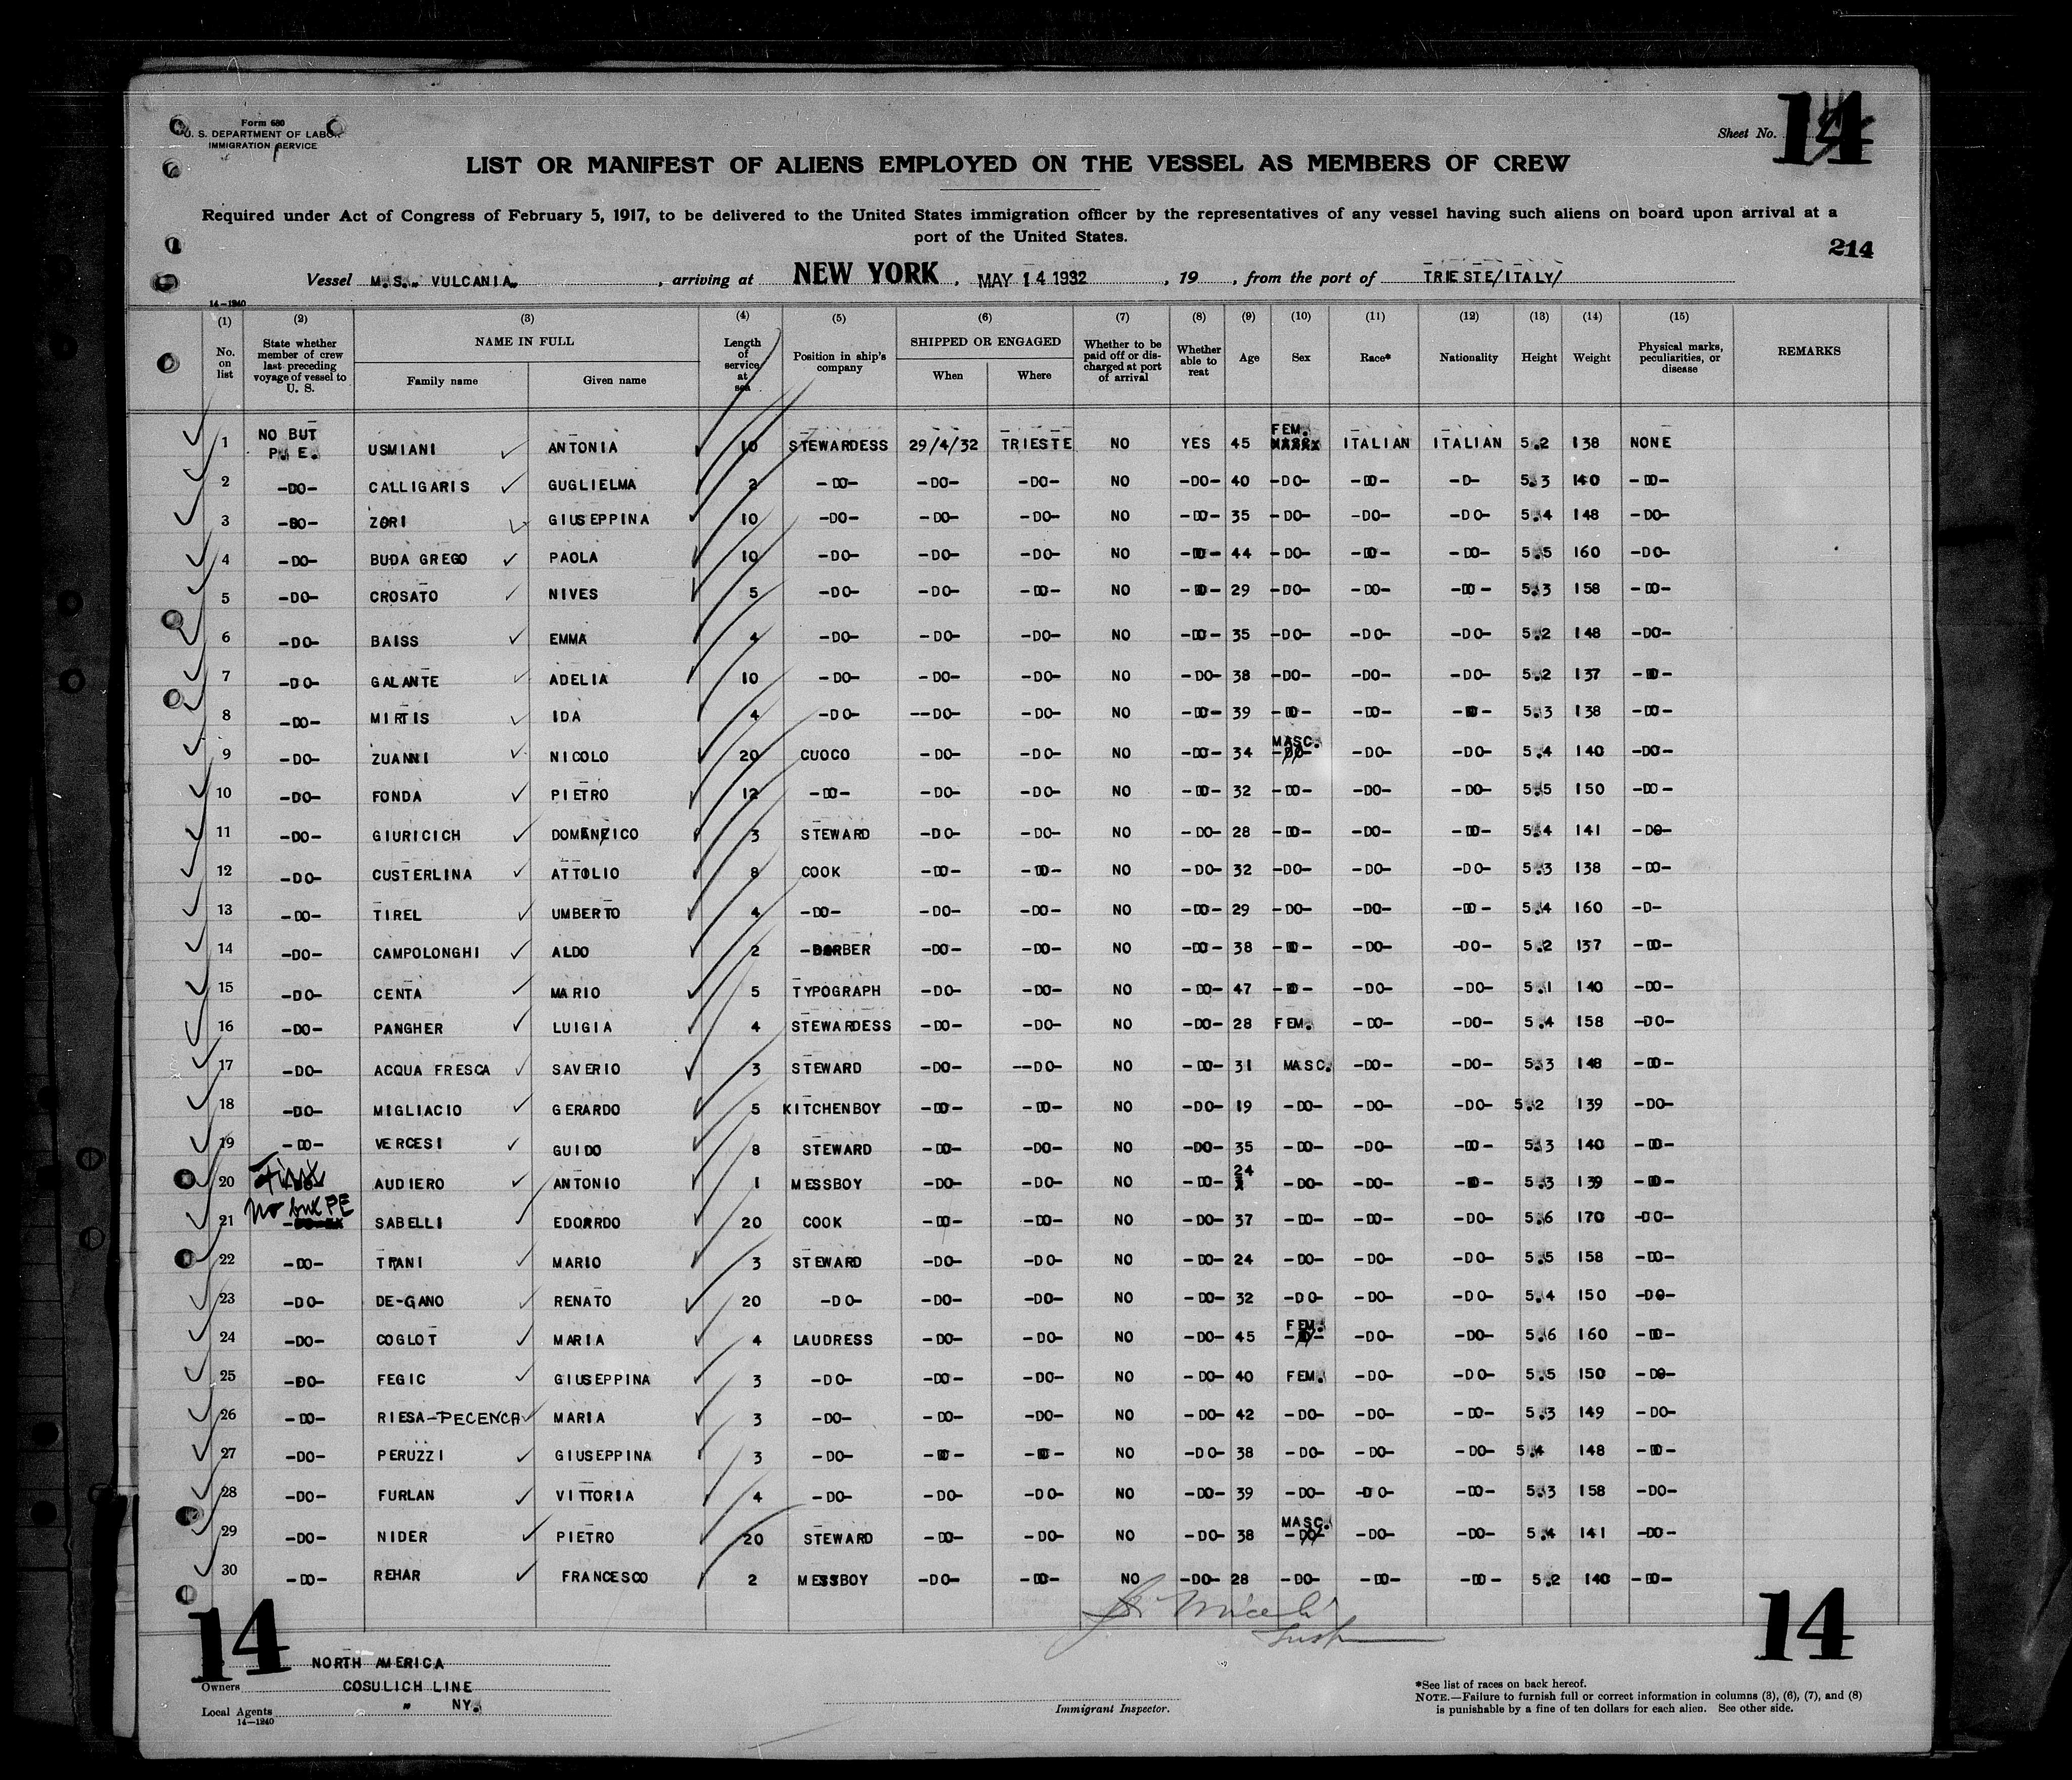 Form 680
U. S. DEPARTMENT OF LABOR
IMMIGRATION SERVICE
Sheet No. 14
LIST OR MANIFEST OF ALIENS EMPLOYED ON THE VESSEL AS MEMBERS OF CREW
Required under Act of Congress of February 5, 1917, to be delivered to the United States immigration officer by the representatives of any vessel having such aliens on board upon arrival at a
port of the United States.
214
Vessel M.S. VULCANIA , arriving at NEW YORK , MAY 14 1932 , 19 , from the port of TRIESTE/ITALY/
14-1240
(1) No. on list (2) State whether member of crew last preceding voyage of vessel to U. S. (3) NAME IN FULL Family name Given name (4) Length of service at sea (5) Position in ship's company (6) SHIPPED OR ENGAGED When Where (7) Whether to be paid off or discharged at port of arrival (8) Whether able to reat (9) Age (10) Sex (11) Race* (12) Nationality (13) Height (14) Weight (15) Physical marks, peculiarities, or disease REMARKS
1 NO BUT P. E. USMIANI ANTONIA 10 STEWARDESS 29/4/32 TRIESTE NO YES 45 FEM. ITALIAN ITALIAN 5.2 138 NONE
2 -DO- CALLIGARIS GUGLIELMA 2 -DO- -DO- -DO- NO -DO- 40 -DO- -DO- -D- 5.3 140 -DO-
3 -DO- ZORI GIUSEPPINA 10 -DO- -DO- -DO- NO -DO- 35 -DO- -DO- -DO- 5.4 148 -DO-
4 -DO- BUDA GREGO PAOLA 10 -DO- -DO- -DO- NO -DO- 44 -DO- -DO- -DO- 5.5 160 -DO-
5 -DO- CROSATO NIVES 5 -DO- -DO- -DO- NO -DO- 29 -DO- -DO- -DO- 5.3 158 -DO-
6 -DO- BAISS EMMA 4 -DO- -DO- -DO- NO -DO- 35 -DO- -DO- -DO- 5.2 148 -DO-
7 -DO- GALANTE ADELIA 10 -DO- -DO- -DO- NO -DO- 38 -DO- -DO- -DO- 5.2 137 -DO-
8 -DO- MIRTIS IDA 4 -DO- --DO- -DO- NO -DO- 39 -DO- -DO- -DO- 5.3 138 -DO-
9 -DO- ZUANNI NICOLO 20 CUOCO -DO- -DO- NO -DO- 34 MASC. -DO- -DO- 5.4 140 -DO-
10 -DO- FONDA PIETRO 12 -DO- -DO- -DO- NO -DO- 32 -DO- -DO- -DO- 5.5 150 -DO-
11 -DO- GIURICICH DOMENICO 3 STEWARD -DO- -DO- NO -DO- 28 -DO- -DO- -DO- 5.4 141 -DO-
12 -DO- CUSTERLINA ATTOLIO 8 COOK -DO- -DO- NO -DO- 32 -DO- -DO- -DO- 5.3 138 -DO-
13 -DO- TIREL UMBERTO 4 -DO- -DO- -DO- NO -DO- 29 -DO- -DO- -DO- 5.4 160 -D-
14 -DO- CAMPOLONGHI ALDO 2 -BARBER -DO- -DO- NO -DO- 38 -DO- -DO- -DO- 5.2 137 -DO-
15 -DO- CENTA MARIO 5 TYPOGRAPH -DO- -DO- NO -DO- 47 -DO- -DO- -DO- 5.1 140 -DO-
16 -DO- PANGHER LUIGIA 4 STEWARDESS -DO- -DO- NO -DO- 28 FEM. -DO- -DO- 5.4 158 -DO-
17 -DO- ACQUA FRESCA SAVERIO 3 STEWARD -DO- --DO- NO -DO- 31 MASC. -DO- -DO- 5.3 148 -DO-
18 -DO- MIGLIACIO GERARDO 5 KITCHENBOY -DO- -DO- NO -DO- 19 -DO- -DO- -DO- 5.2 139 -DO-
19 -DO- VERCESI GUIDO 8 STEWARD -DO- -DO- NO -DO- 35 -DO- -DO- -DO- 5.3 140 -DO-
20 First AUDIERO ANTONIO 1 MESSBOY -DO- -DO- NO -DO- 24 -DO- -DO- -DO- 5.3 139 -DO-
21 No but PE SABELLI EDOARDO 20 COOK -DO- -DO- NO -DO- 37 -DO- -DO- -DO- 5.6 170 -DO-
22 -DO- TRANI MARIO 3 STEWARD -DO- -DO- NO -DO- 24 -DO- -DO- -DO- 5.5 158 -DO-
23 -DO- DE-GANO RENATO 20 -DO- -DO- -DO- NO -DO- 32 -DO- -DO- -DO- 5.4 150 -DO-
24 -DO- COGLOT MARIA 4 LAUDRESS -DO- -DO- NO -DO- 45 FEM. -DO- -DO- 5.6 160 -DO-
25 -DO- FEGIC GIUSEPPINA 3 -DO- -DO- -DO- NO -DO- 40 FEM. -DO- -DO- 5.5 150 -DO-
26 -DO- RIESA-PECENCA MARIA 3 -DO- -DO- -DO- NO -DO- 42 -DO- -DO- -DO- 5.3 149 -DO-
27 -DO- PERUZZI GIUSEPPINA 3 -DO- -DO- -DO- NO -DO- 38 -DO- -DO- -DO- 5.4 148 -DO-
28 -DO- FURLAN VITTORIA 4 -DO- -DO- -DO- NO -DO- 39 -DO- -DO- -DO- 5.3 158 -DO-
29 -DO- NIDER PIETRO 20 STEWARD -DO- -DO- NO -DO- 38 MASC. -DO- -DO- 5.4 141 -DO-
30 -DO- REHAR FRANCESCO 2 MESSBOY -DO- -DO- NO -DO- 28 -DO- -DO- -DO- 5.2 140 -DO-
14
14
NORTH AMERICA
Owners COSULICH LINE
Local Agents " NY.
14-1240
Immigrant Inspector.
*See list of races on back hereof.
NOTE.—Failure to furnish full or correct information in columns (3), (6), (7), and (8)
is punishable by a fine of ten dollars for each alien. See other side.